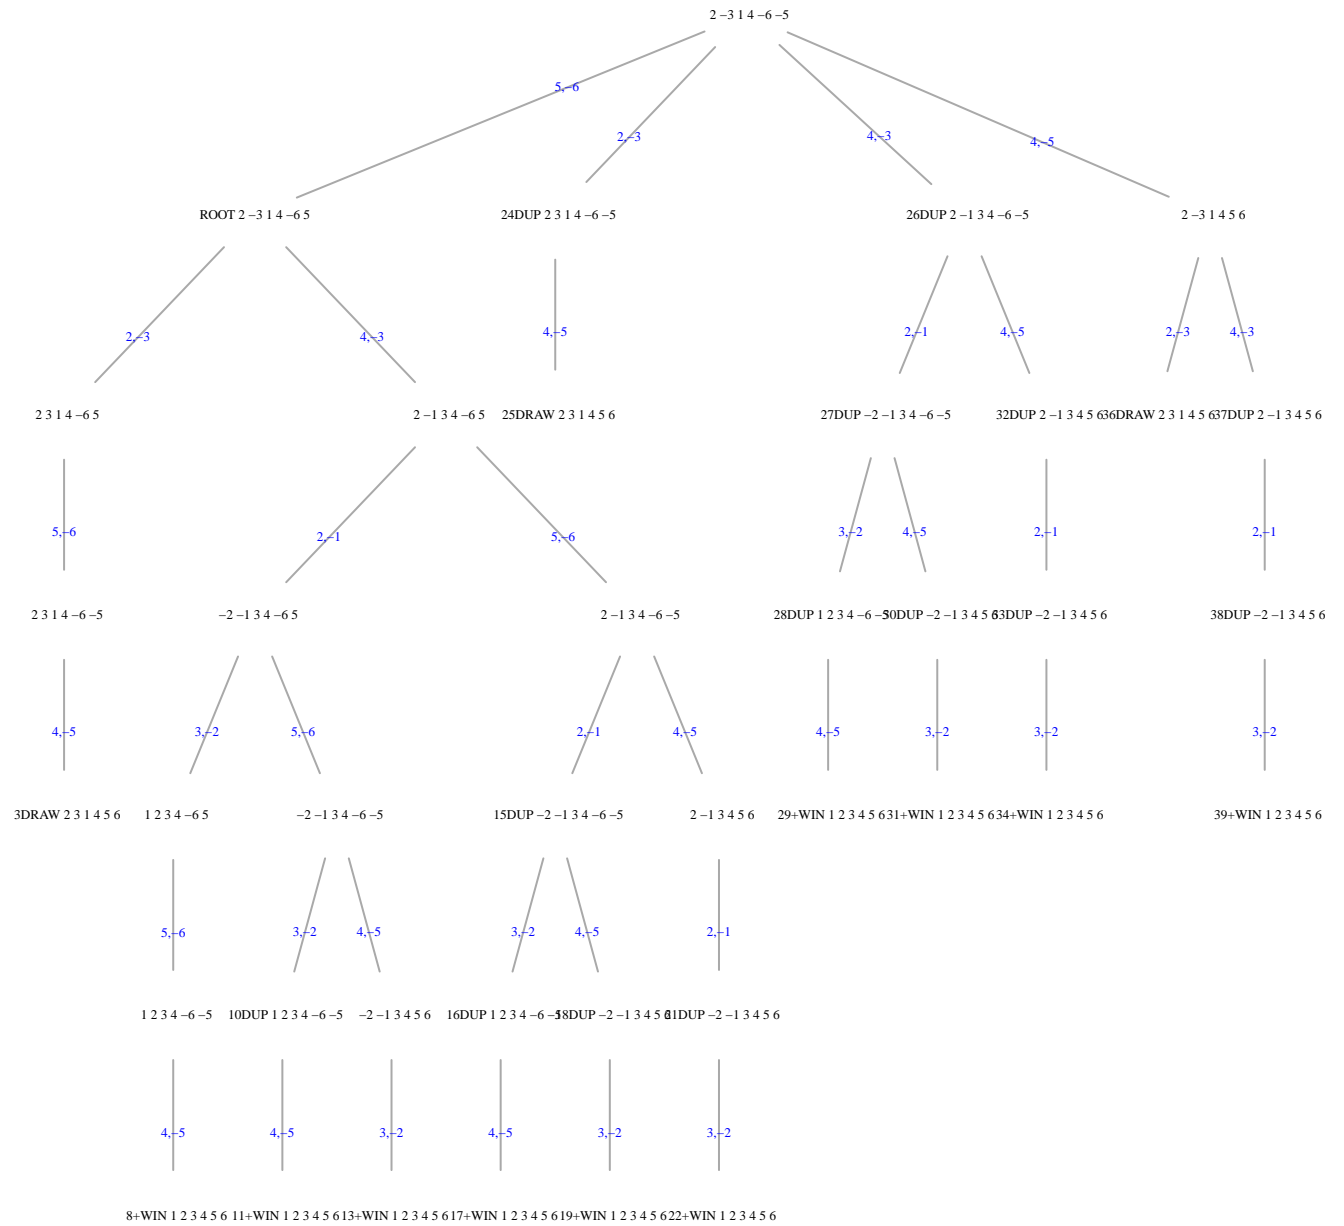 2 −3 1 4 −6 −5
5,−6
2,−3
4,−3
4,−5
ROOT 2 −3 1 4 −6 5
24DUP 2 3 1 4 −6 −5
26DUP 2 −1 3 4 −6 −5
2 −3 1 4 5 6
2,−3
4,−3
4,−5
2,−1
4,−5
2,−3
4,−3
2 3 1 4 −6 5
2 −1 3 4 −6 5
25DRAW 2 3 1 4 5 6
27DUP −2 −1 3 4 −6 −5
32DUP 2 −1 3 4 5 6
36DRAW 2 3 1 4 5 6
37DUP 2 −1 3 4 5 6
5,−6
2,−1
5,−6
3,−2
4,−5
2,−1
2,−1
2 3 1 4 −6 −5
−2 −1 3 4 −6 5
2 −1 3 4 −6 −5
28DUP 1 2 3 4 −6 −5
30DUP −2 −1 3 4 5 6
33DUP −2 −1 3 4 5 6
38DUP −2 −1 3 4 5 6
4,−5
3,−2
5,−6
2,−1
4,−5
4,−5
3,−2
3,−2
3,−2
3DRAW 2 3 1 4 5 6
1 2 3 4 −6 5
−2 −1 3 4 −6 −5
15DUP −2 −1 3 4 −6 −5
2 −1 3 4 5 6
29+WIN 1 2 3 4 5 6
31+WIN 1 2 3 4 5 6
34+WIN 1 2 3 4 5 6
39+WIN 1 2 3 4 5 6
5,−6
3,−2
4,−5
3,−2
4,−5
2,−1
1 2 3 4 −6 −5
10DUP 1 2 3 4 −6 −5
−2 −1 3 4 5 6
16DUP 1 2 3 4 −6 −5
18DUP −2 −1 3 4 5 6
21DUP −2 −1 3 4 5 6
4,−5
4,−5
3,−2
4,−5
3,−2
3,−2
8+WIN 1 2 3 4 5 6
11+WIN 1 2 3 4 5 6
13+WIN 1 2 3 4 5 6
17+WIN 1 2 3 4 5 6
19+WIN 1 2 3 4 5 6
22+WIN 1 2 3 4 5 6